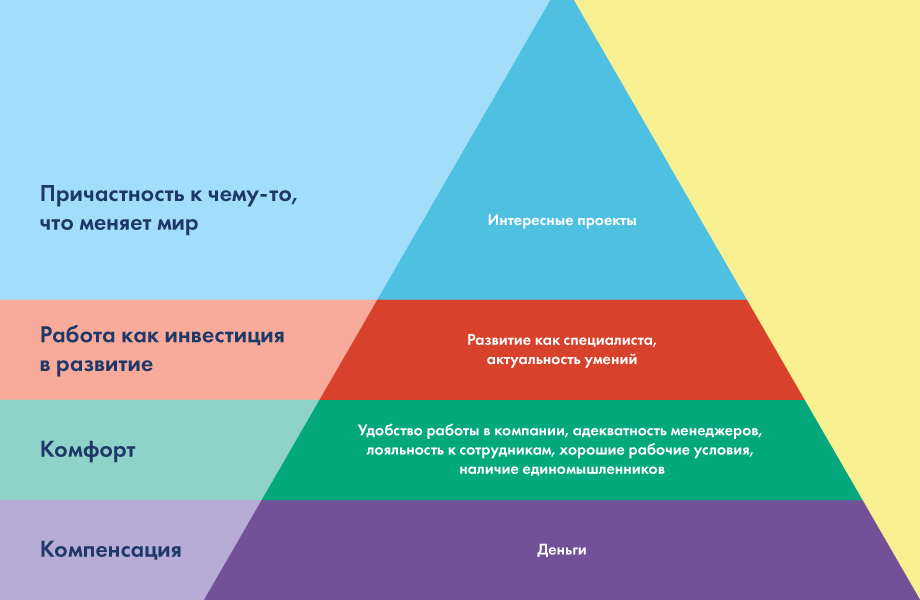 Причастность к чему-то,
что меняет мир
Интересные проекты
Работа как инвестиция
в развитие
Развитие как специалиста,
актуальность умений
Комфорт
Удобство работы в компании, адекватность менеджеров,
лояльность к сотрудникам, хорошие рабочие условия,
наличие единомышленников
Компенсация
Деньги